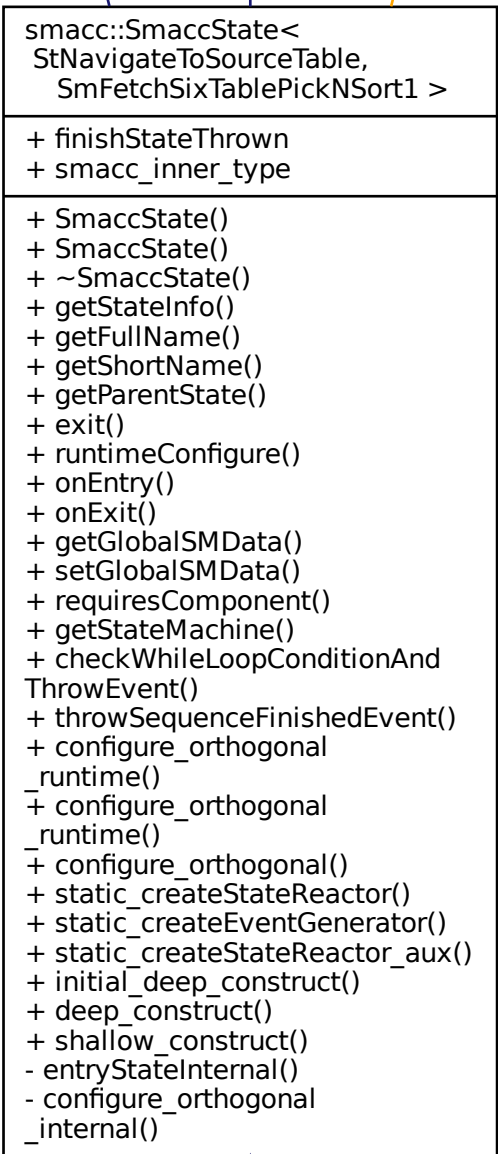 smacc::SmaccState<
StNavigateToSourceTable,
SmFetchSixTablePickNSort1 >
+ finishStateThrown
+ smacc_inner_type
+ SmaccState()
+ SmaccState()
+ ~SmaccState()
+ getStateInfo()
+ getFullName()
+ getShortName()
+ getParentState()
+ exit()
+ runtimeConfigure()
+ onEntry()
+ onExit()
+ getGlobalSMData()
+ setGlobalSMData()
+ requiresComponent()
+ getStateMachine()
+ checkWhileLoopConditionAnd
ThrowEvent()
+ throwSequenceFinishedEvent()
+ configure_orthogonal
_runtime()
+ configure_orthogonal
_runtime()
+ configure_orthogonal()
+ static_createStateReactor()
+ static_createEventGenerator()
+ static_createStateReactor_aux()
+ initial_deep_construct()
+ deep_construct()
+ shallow_construct()
- entryStateInternal()
- configure_orthogonal
_internal()